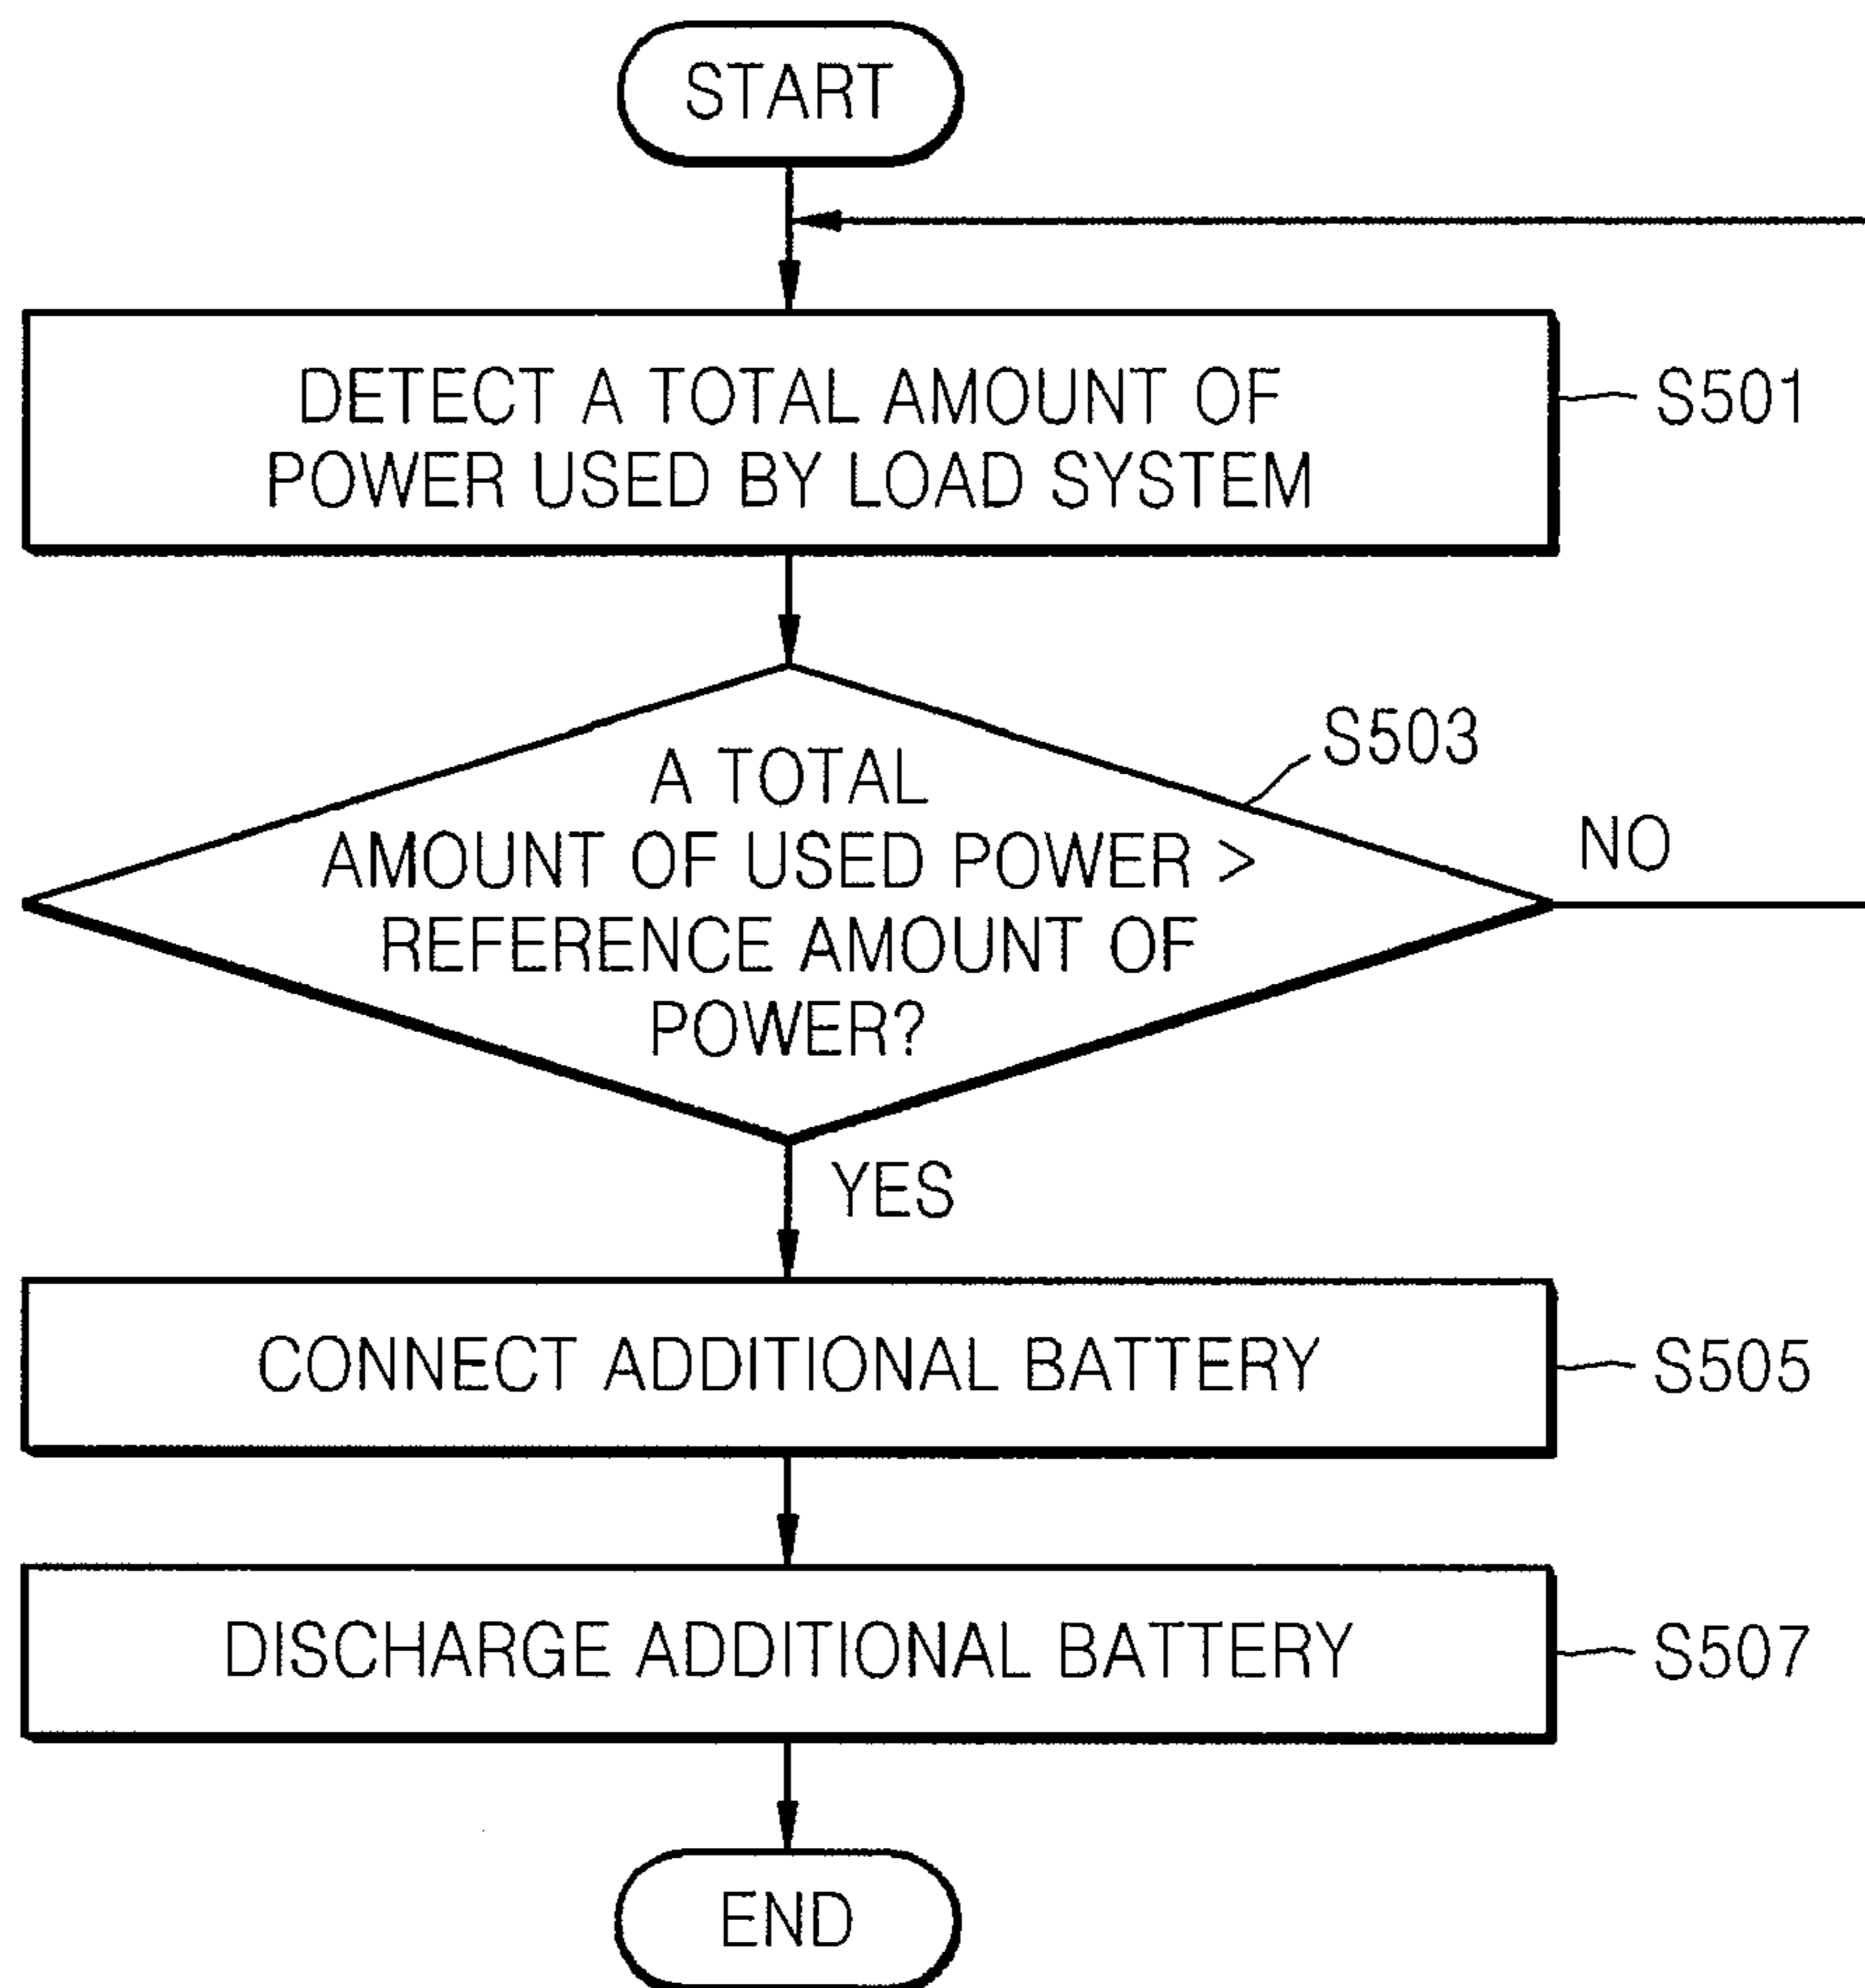 START
DETECT A TOTAL AMOUNT OF
POWER USED BY LOAD SYSTEM
S501
S503
A TOTAL
AMOUNT OF USED POWER >
REFERENCE AMOUNT OF
POWER?
NO
YES
CONNECT ADDITIONAL BATTERY
S505
DISCHARGE ADDITIONAL BATTERY
S507
END